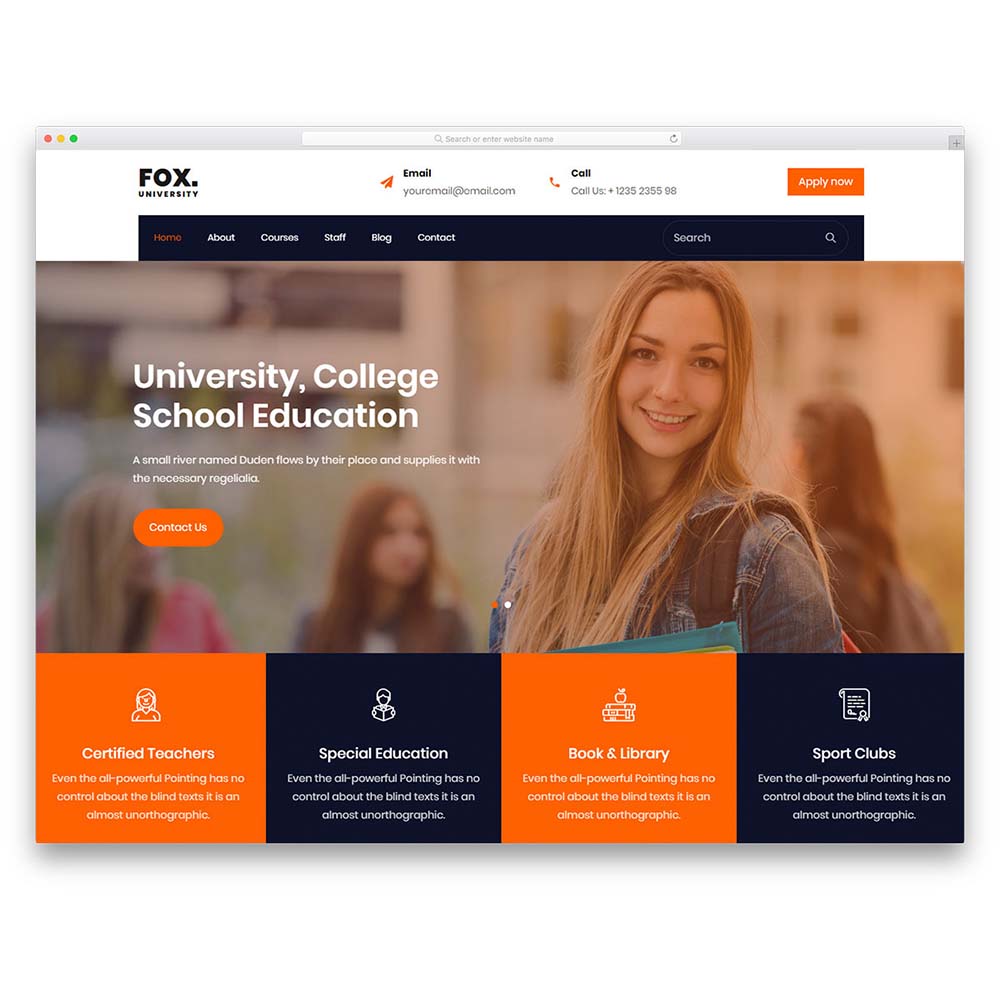 Search or enter website name
FOX.
UNIVERSITY
Email
youremail@email.com
Call
Call Us: + 1235 2355 98
Apply now
Home
About
Courses
Staff
Blog
Contact
Search
University, College
School Education
A small river named Duden flows by their place and supplies it with
the necessary regelialia.
Contact Us
Certified Teachers
Even the all-powerful Pointing has no
control about the blind texts it is an
almost unorthographic.
Special Education
Even the all-powerful Pointing has no
control about the blind texts it is an
almost unorthographic.
Book & Library
Even the all-powerful Pointing has no
control about the blind texts it is an
almost unorthographic.
Sport Clubs
Even the all-powerful Pointing has no
control about the blind texts it is an
almost unorthographic.